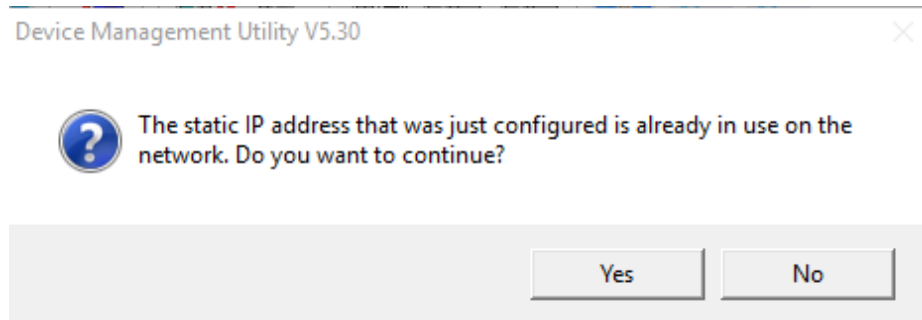 Device Management Utility V5.30
The static IP address that was just configured is already in use on the
network. Do you want to continue?
Yes
No